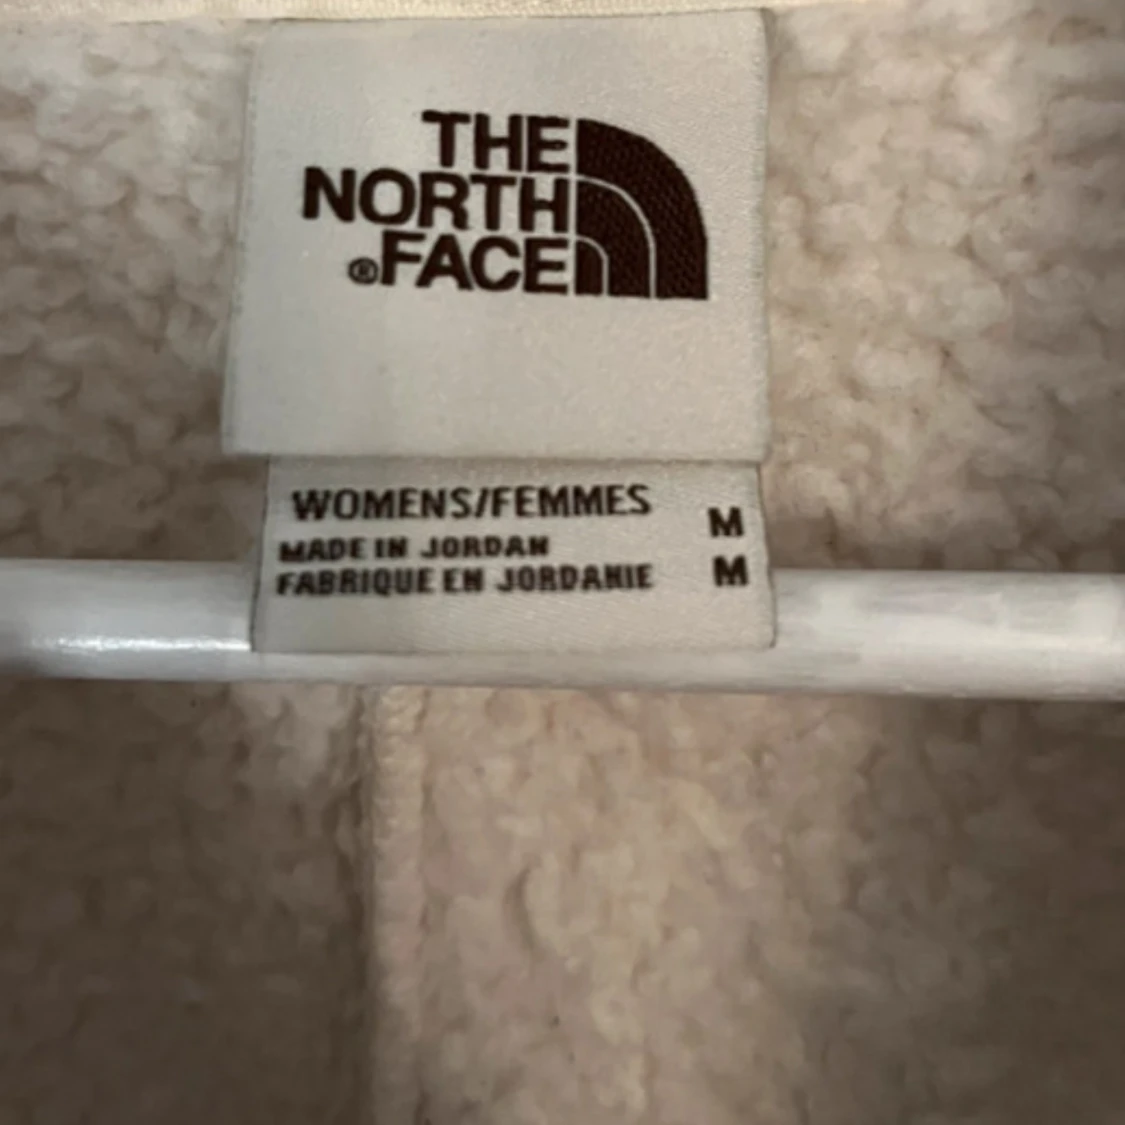 THE
NORTH
®FACE
WOMENS/FEMMES M
MADE IN JORDAN
FABRIQUE EN JORDANIE M